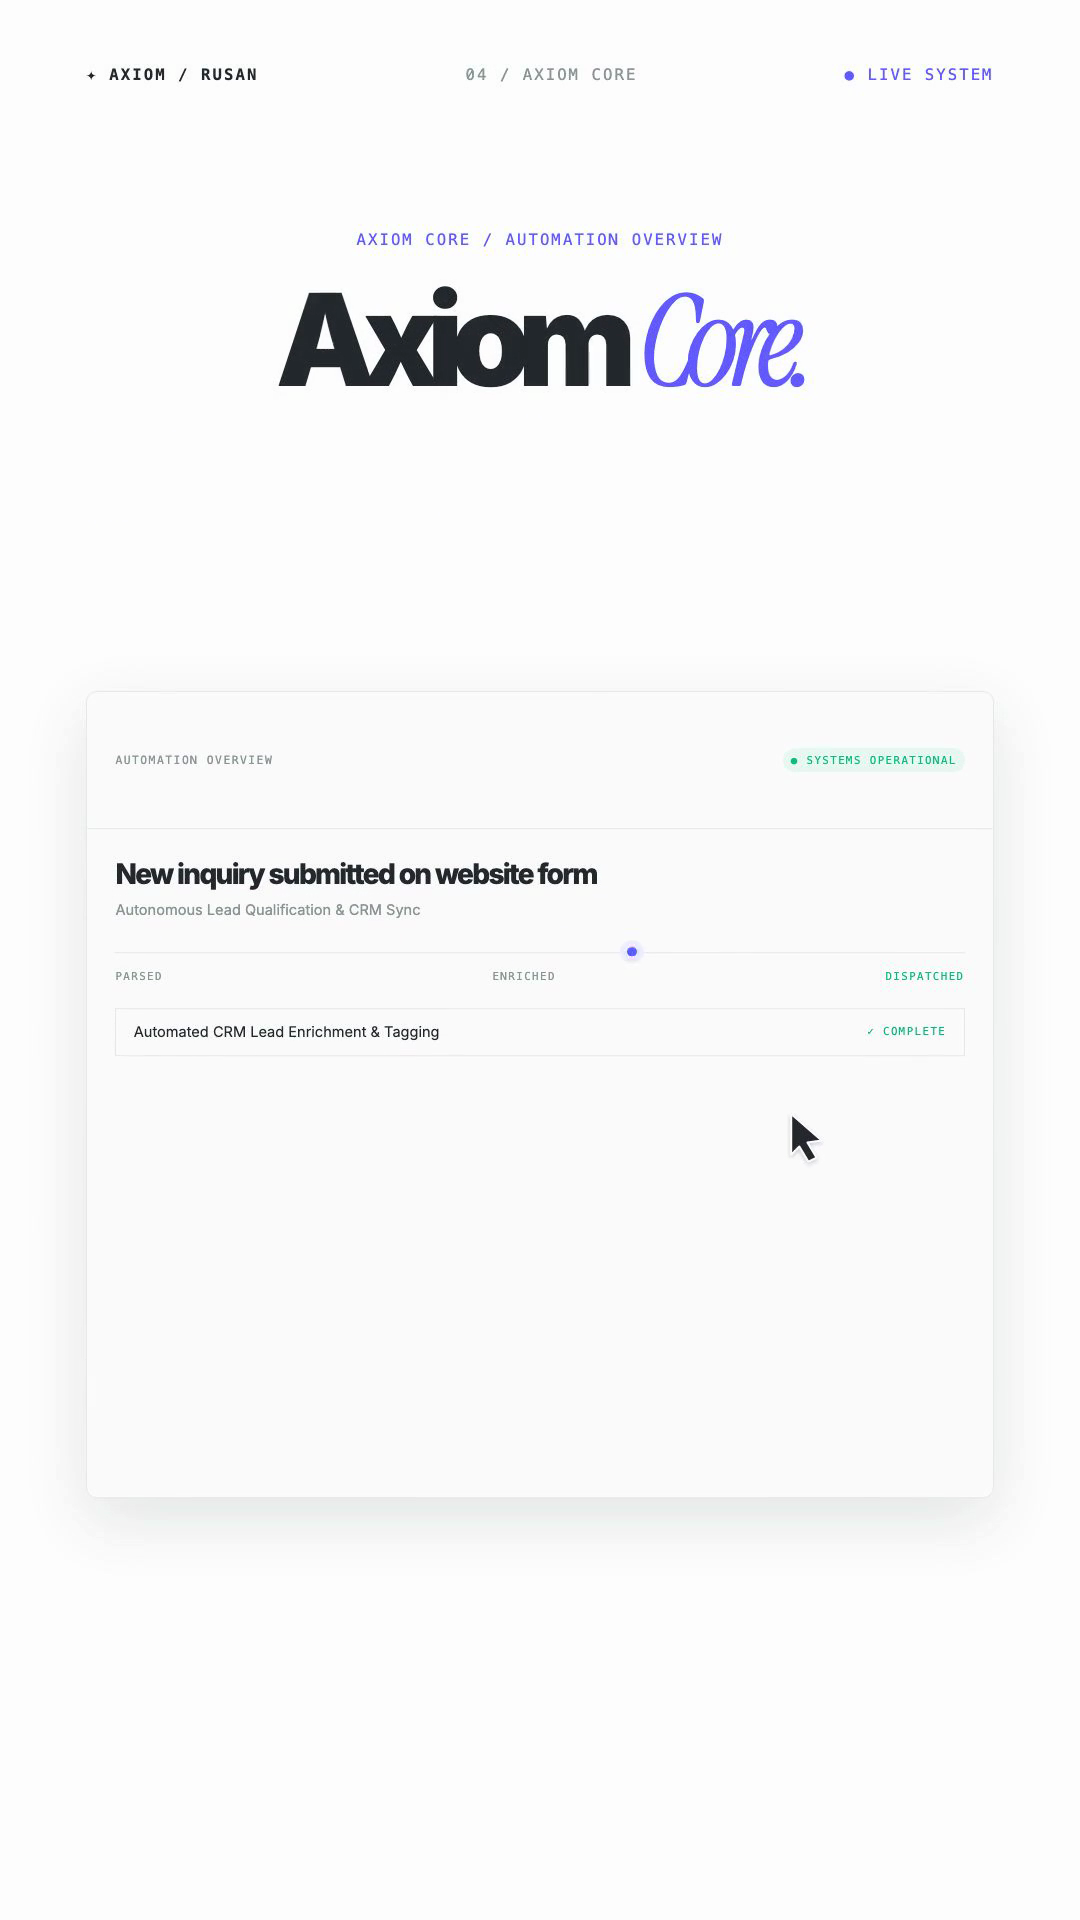 ✦ AXIOM / RUSAN
04 / AXIOM CORE
● LIVE SYSTEM
AXIOM CORE / AUTOMATION OVERVIEW
Axiom Core.
AUTOMATION OVERVIEW
● SYSTEMS OPERATIONAL
New inquiry submitted on website form
Autonomous Lead Qualification & CRM Sync
PARSED
ENRICHED
DISPATCHED
Automated CRM Lead Enrichment & Tagging
✓ COMPLETE